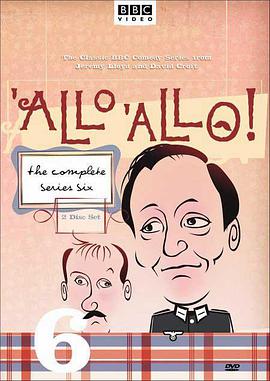 BBC
VIDEO
The Classic BBC Comedy Series from
Jeremy Lloyd and David Croft
'ALLO 'ALLO!
the complete
series six
2 Disc Set
6
DVD